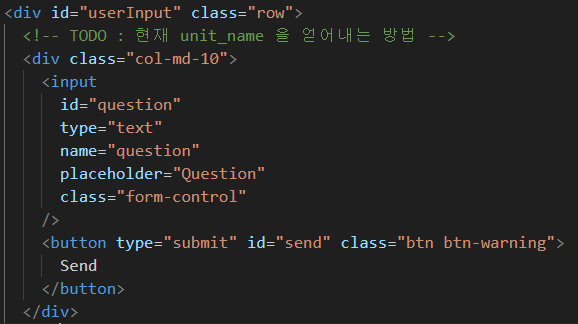 <div id="userInput" class="row">
<!-- TODO : 현재 unit_name 을 얻어내는 방법 -->
<div class="col-md-10">
<input
id="question"
type="text"
name="question"
placeholder="Question"
class="form-control"
/>
<button type="submit" id="send" class="btn btn-warning">
Send
</button>
</div>